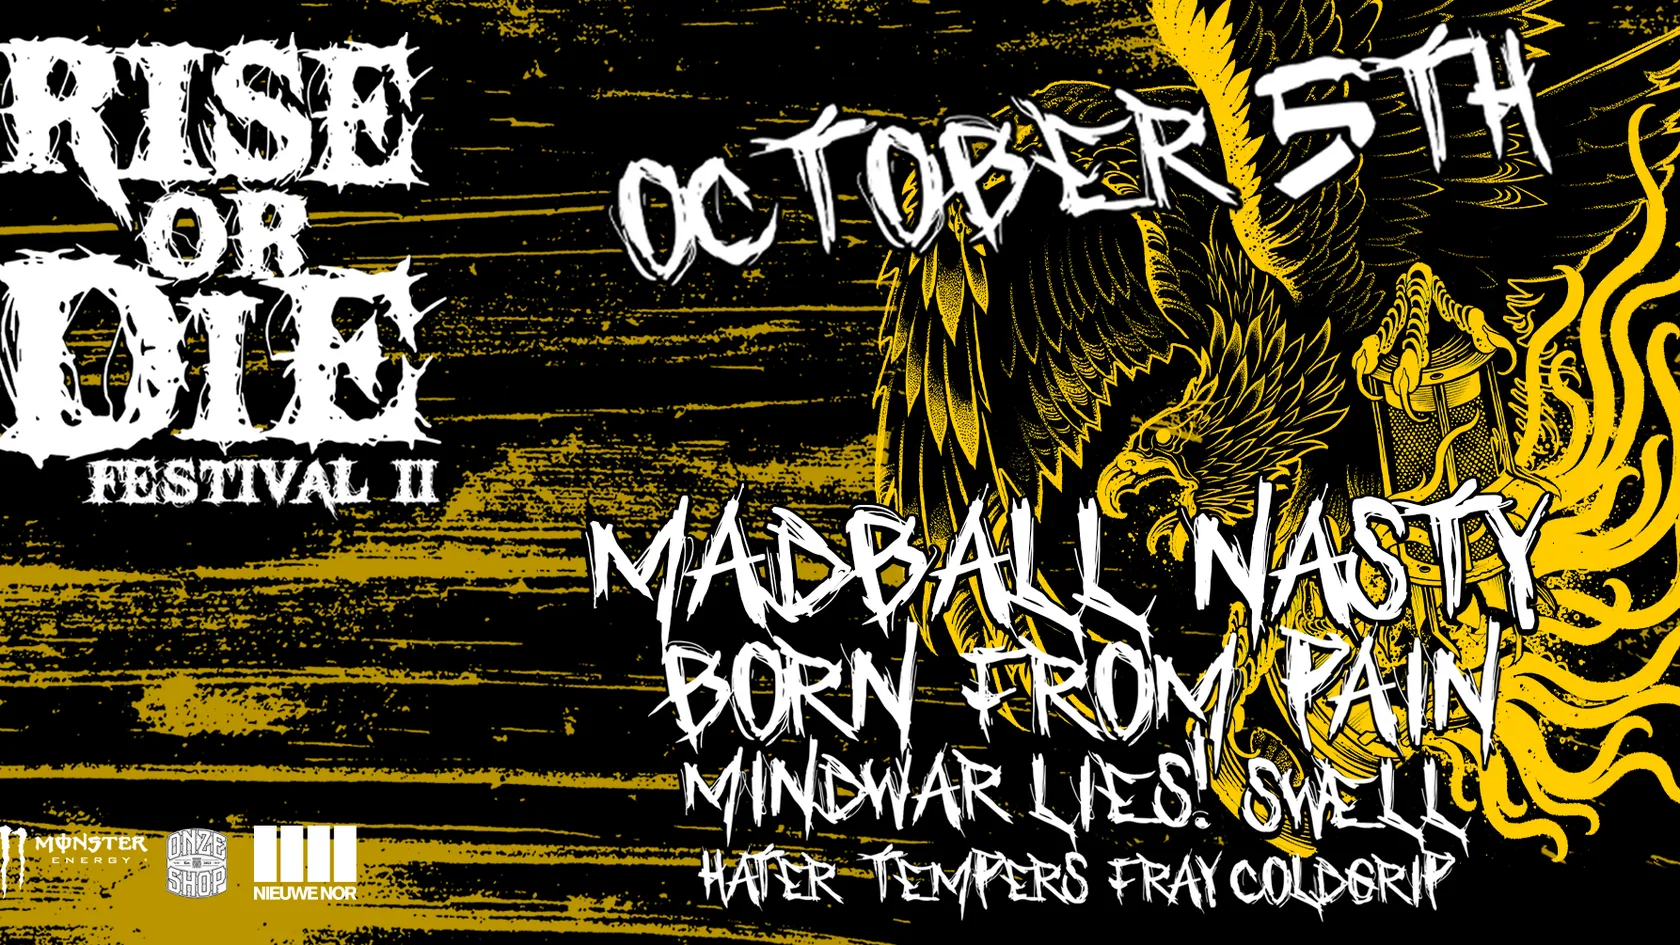 RISE
OR
DIE
FESTIVAL II
OCTOBER 5TH
MADBALL NASTY
BORN FROM PAIN
MINDWAR LIES! SWELL
HATER TEMPERS FRAY COLDGRIP
MONSTER
ENERGY
ONZE
SHOP
NIEUWE NOR